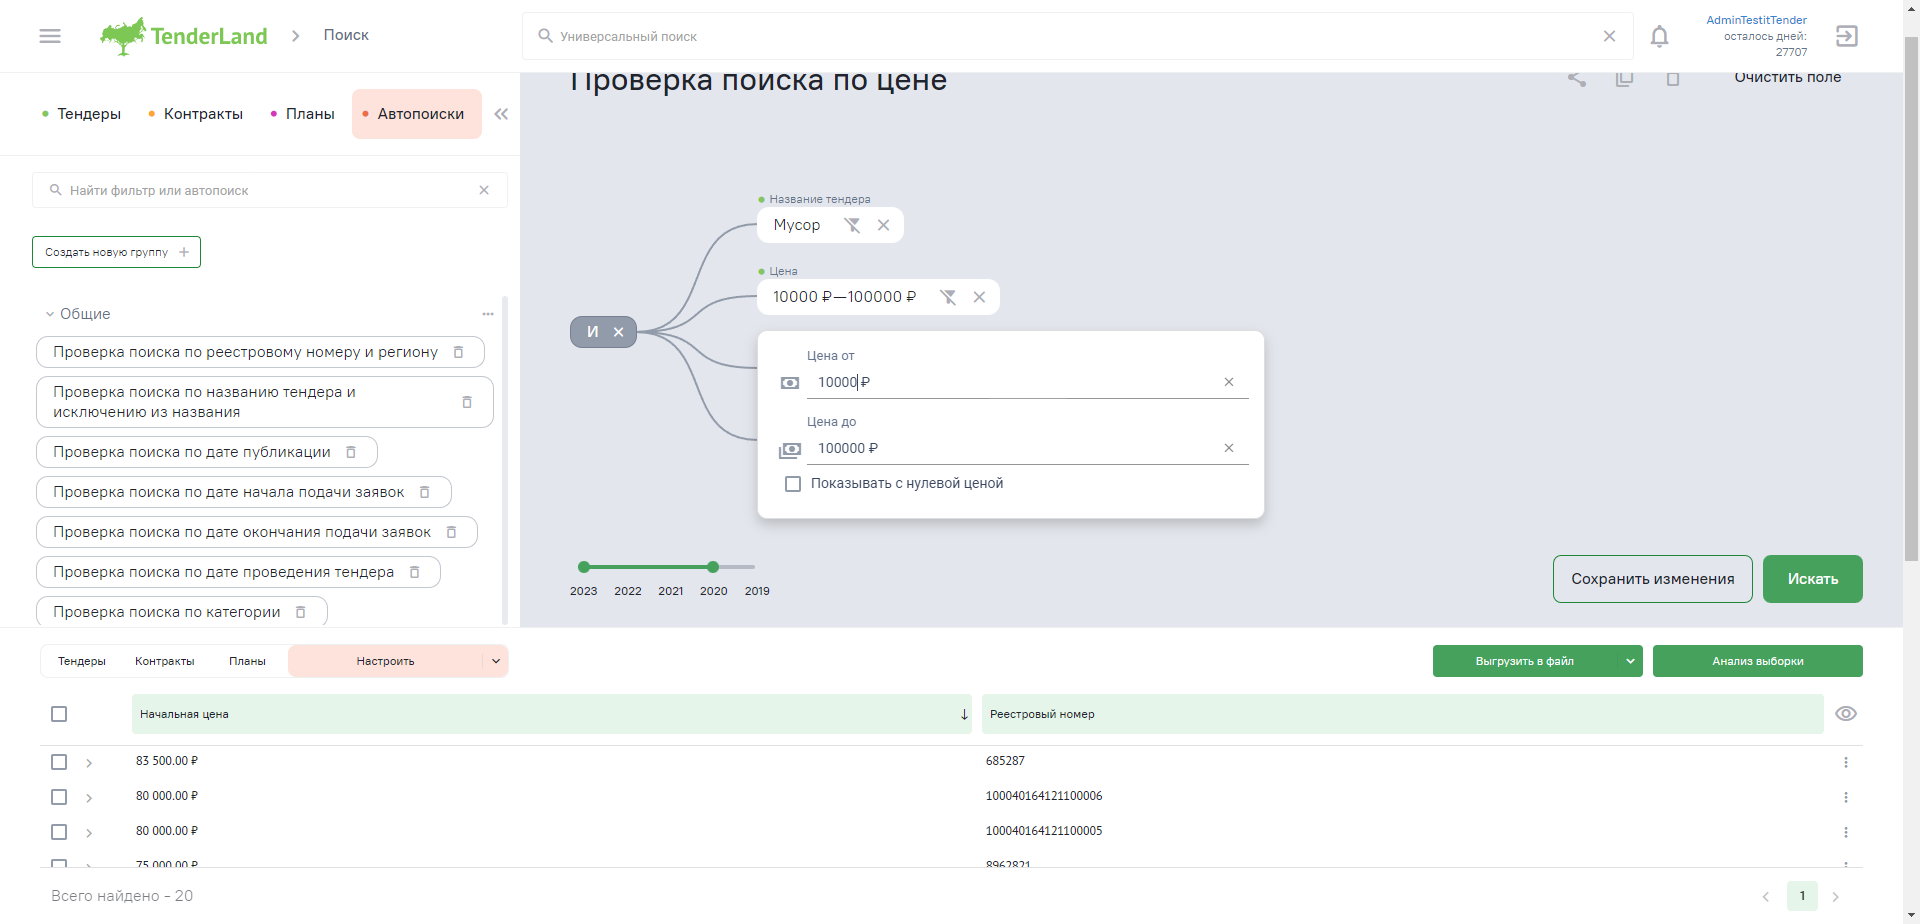 TenderLand
Поиск
Универсальный поиск
AdminTestitTender
осталось дней:
27707
Тендеры
Контракты
Планы
Автопоиски
Проверка поиска по цене
Очистить поле
Найти фильтр или автопоиск
Создать новую группу
Общие
Проверка поиска по реестровому номеру и региону
Проверка поиска по названию тендера и
исключению из названия
Проверка поиска по дате публикации
Проверка поиска по дате начала подачи заявок
Проверка поиска по дате окончания подачи заявок
Проверка поиска по дате проведения тендера
Проверка поиска по категории
Название тендера
Мусор
Цена
10000 ₽—100000 ₽
И
Цена от
10000 ₽
Цена до
100000 ₽
Показывать с нулевой ценой
2023 2022 2021 2020 2019
Сохранить изменения
Искать
Тендеры
Контракты
Планы
Настроить
Выгрузить в файл
Анализ выборки
Начальная цена
Реестровый номер
83 500.00 ₽ 685287
80 000.00 ₽ 100040164121100006
80 000.00 ₽ 100040164121100005
75 000.00 ₽ 8962821
Всего найдено - 20
1